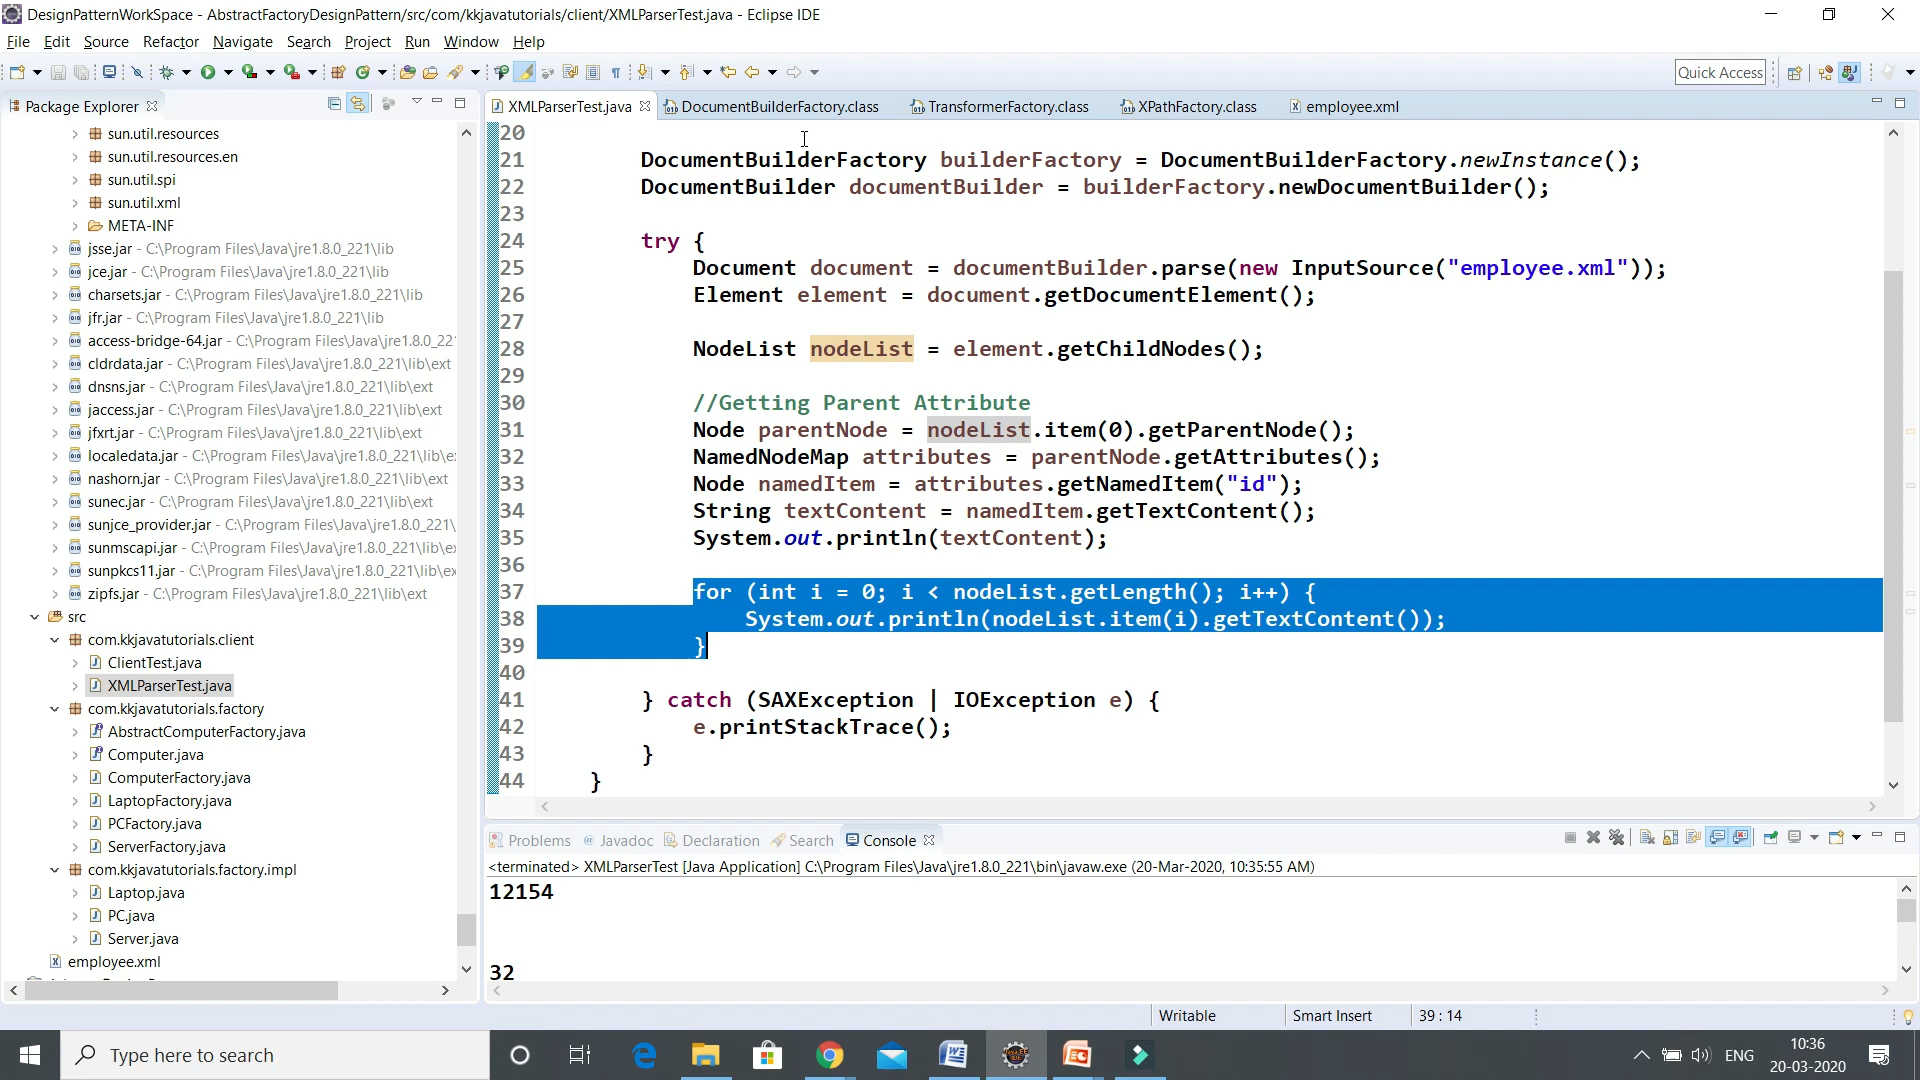 DesignPatternWorkSpace - AbstractFactoryDesignPattern/src/com/kkjavatutorials/client/XMLParserTest.java - Eclipse IDE
File Edit Source Refactor Navigate Search Project Run Window Help
Quick Access
Package Explorer
sun.util.resources
sun.util.resources.en
sun.util.spi
sun.util.xml
META-INF
jsse.jar - C:\Program Files\Java\jre1.8.0_221\lib
jce.jar - C:\Program Files\Java\jre1.8.0_221\lib
charsets.jar - C:\Program Files\Java\jre1.8.0_221\lib
jfr.jar - C:\Program Files\Java\jre1.8.0_221\lib
access-bridge-64.jar - C:\Program Files\Java\jre1.8.0_22
cldrdata.jar - C:\Program Files\Java\jre1.8.0_221\lib\ext
dnsns.jar - C:\Program Files\Java\jre1.8.0_221\lib\ext
jaccess.jar - C:\Program Files\Java\jre1.8.0_221\lib\ext
jfxrt.jar - C:\Program Files\Java\jre1.8.0_221\lib\ext
localedata.jar - C:\Program Files\Java\jre1.8.0_221\lib\e
nashorn.jar - C:\Program Files\Java\jre1.8.0_221\lib\ext
sunec.jar - C:\Program Files\Java\jre1.8.0_221\lib\ext
sunjce_provider.jar - C:\Program Files\Java\jre1.8.0_221\
sunmscapi.jar - C:\Program Files\Java\jre1.8.0_221\lib\e
sunpkcs11.jar - C:\Program Files\Java\jre1.8.0_221\lib\ex
zipfs.jar - C:\Program Files\Java\jre1.8.0_221\lib\ext
src
com.kkjavatutorials.client
ClientTest.java
XMLParserTest.java
com.kkjavatutorials.factory
AbstractComputerFactory.java
Computer.java
ComputerFactory.java
LaptopFactory.java
PCFactory.java
ServerFactory.java
com.kkjavatutorials.factory.impl
Laptop.java
PC.java
Server.java
employee.xml
XMLParserTest.java DocumentBuilderFactory.class TransformerFactory.class XPathFactory.class employee.xml
20
21 DocumentBuilderFactory builderFactory = DocumentBuilderFactory.newInstance();
22 DocumentBuilder documentBuilder = builderFactory.newDocumentBuilder();
23
24 try {
25 Document document = documentBuilder.parse(new InputSource("employee.xml"));
26 Element element = document.getDocumentElement();
27
28 NodeList nodeList = element.getChildNodes();
29
30 //Getting Parent Attribute
31 Node parentNode = nodeList.item(0).getParentNode();
32 NamedNodeMap attributes = parentNode.getAttributes();
33 Node namedItem = attributes.getNamedItem("id");
34 String textContent = namedItem.getTextContent();
35 System.out.println(textContent);
36
37 for (int i = 0; i < nodeList.getLength(); i++) {
38 System.out.println(nodeList.item(i).getTextContent());
39 }
40
41 } catch (SAXException | IOException e) {
42 e.printStackTrace();
43 }
44 }
Problems Javadoc Declaration Search Console
<terminated> XMLParserTest [Java Application] C:\Program Files\Java\jre1.8.0_221\bin\javaw.exe (20-Mar-2020, 10:35:55 AM)
12154
32
Writable Smart Insert 39 : 14
Type here to search
ENG
10:36
20-03-2020